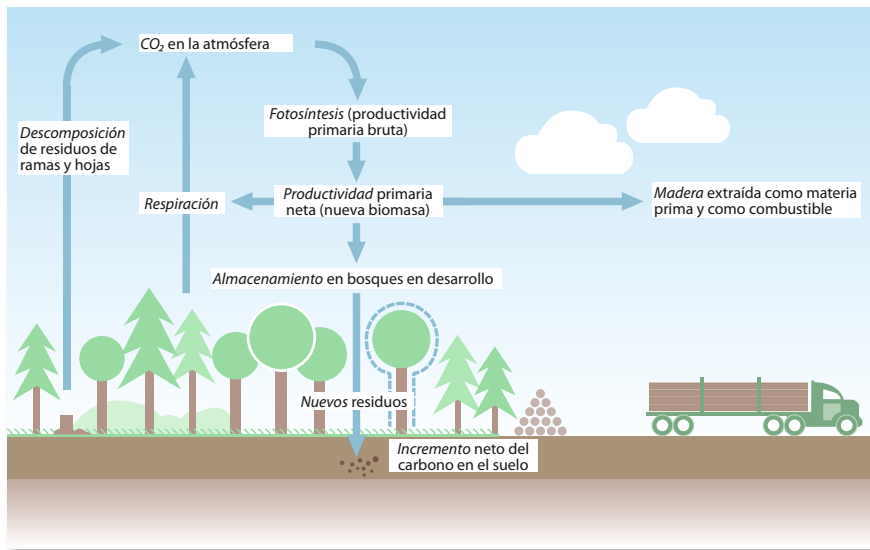 CO₂ en la atmósfera
Fotosíntesis (productividad
primaria bruta)
Descomposición
de residuos de
ramas y hojas
Respiración
Productividad primaria
neta (nueva biomasa)
Madera extraída como materia
prima y como combustible
Almacenamiento en bosques en desarrollo
Nuevos residuos
Incremento neto del
carbono en el suelo